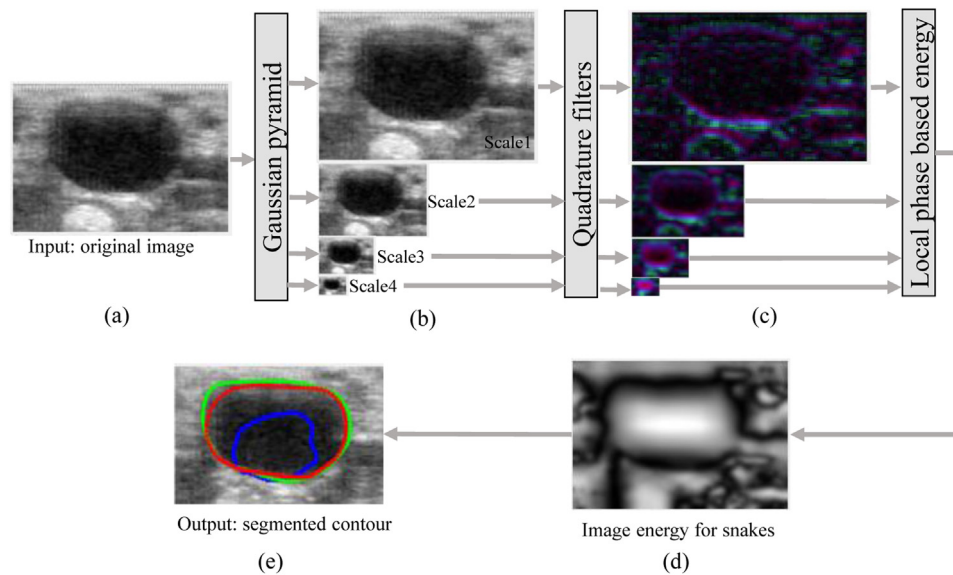 Input: original image
(a)
Gaussian pyramid
Scale1
Scale2
Scale3
Scale4
(b)
Quadrature filters
(c)
Local phase based energy
Output: segmented contour
(e)
Image energy for snakes
(d)